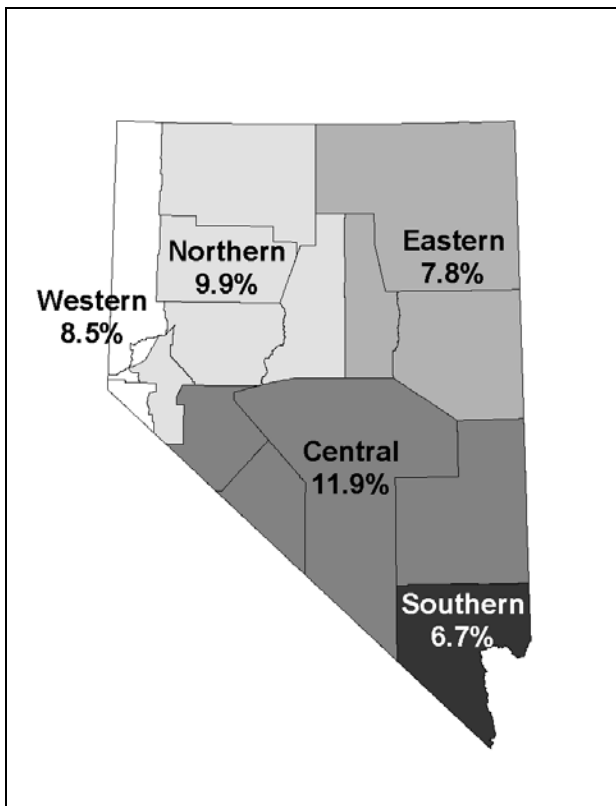 Northern
9.9%
Eastern
7.8%
Western
8.5%
Central
11.9%
Southern
6.7%